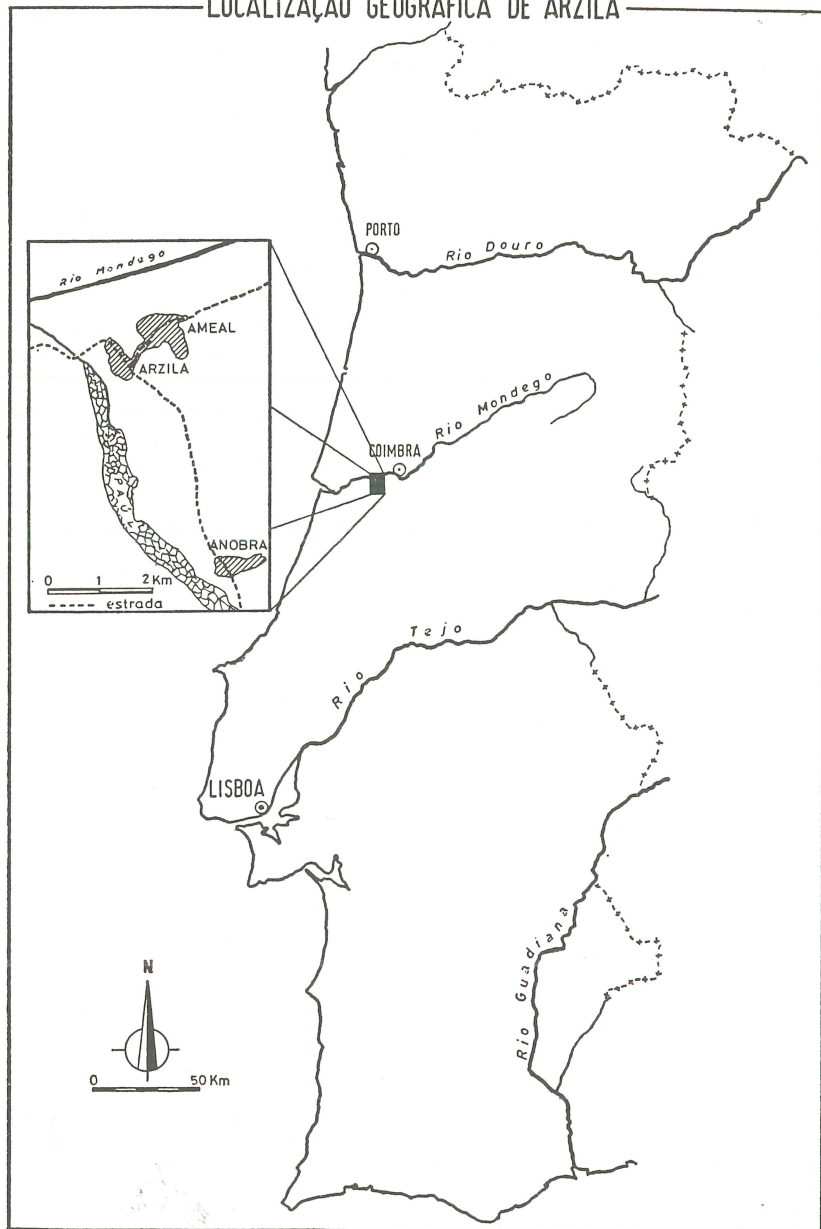 LOCALIZAÇÃO GEOGRÁFICA DE ARZILA
PORTO
Rio Douro
Rio Mondego
AMEAL
ARZILA
PAUL
ANOBRA
0 1 2 Km
estrada
Rio Mondego
COIMBRA
Rio Tejo
LISBOA
Rio Guadiana
N
0 50 Km